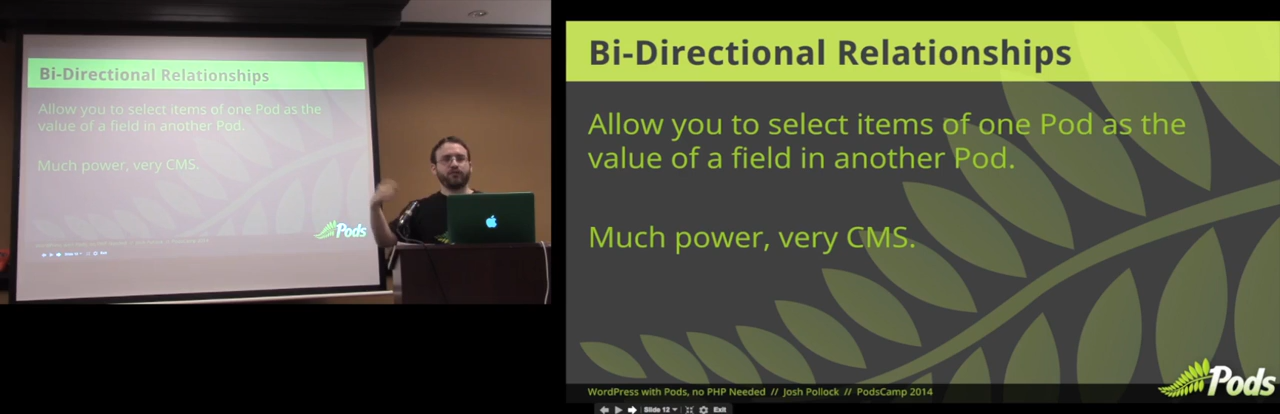 Bi-Directional Relationships
Allow you to select items of one Pod as the
value of a field in another Pod.
Much power, very CMS.
Pods
Bi-Directional Relationships
Allow you to select items of one Pod as the
value of a field in another Pod.
Much power, very CMS.
WordPress with Pods, no PHP Needed // Josh Pollock // PodsCamp 2014
Pods
Slide 12
Exit